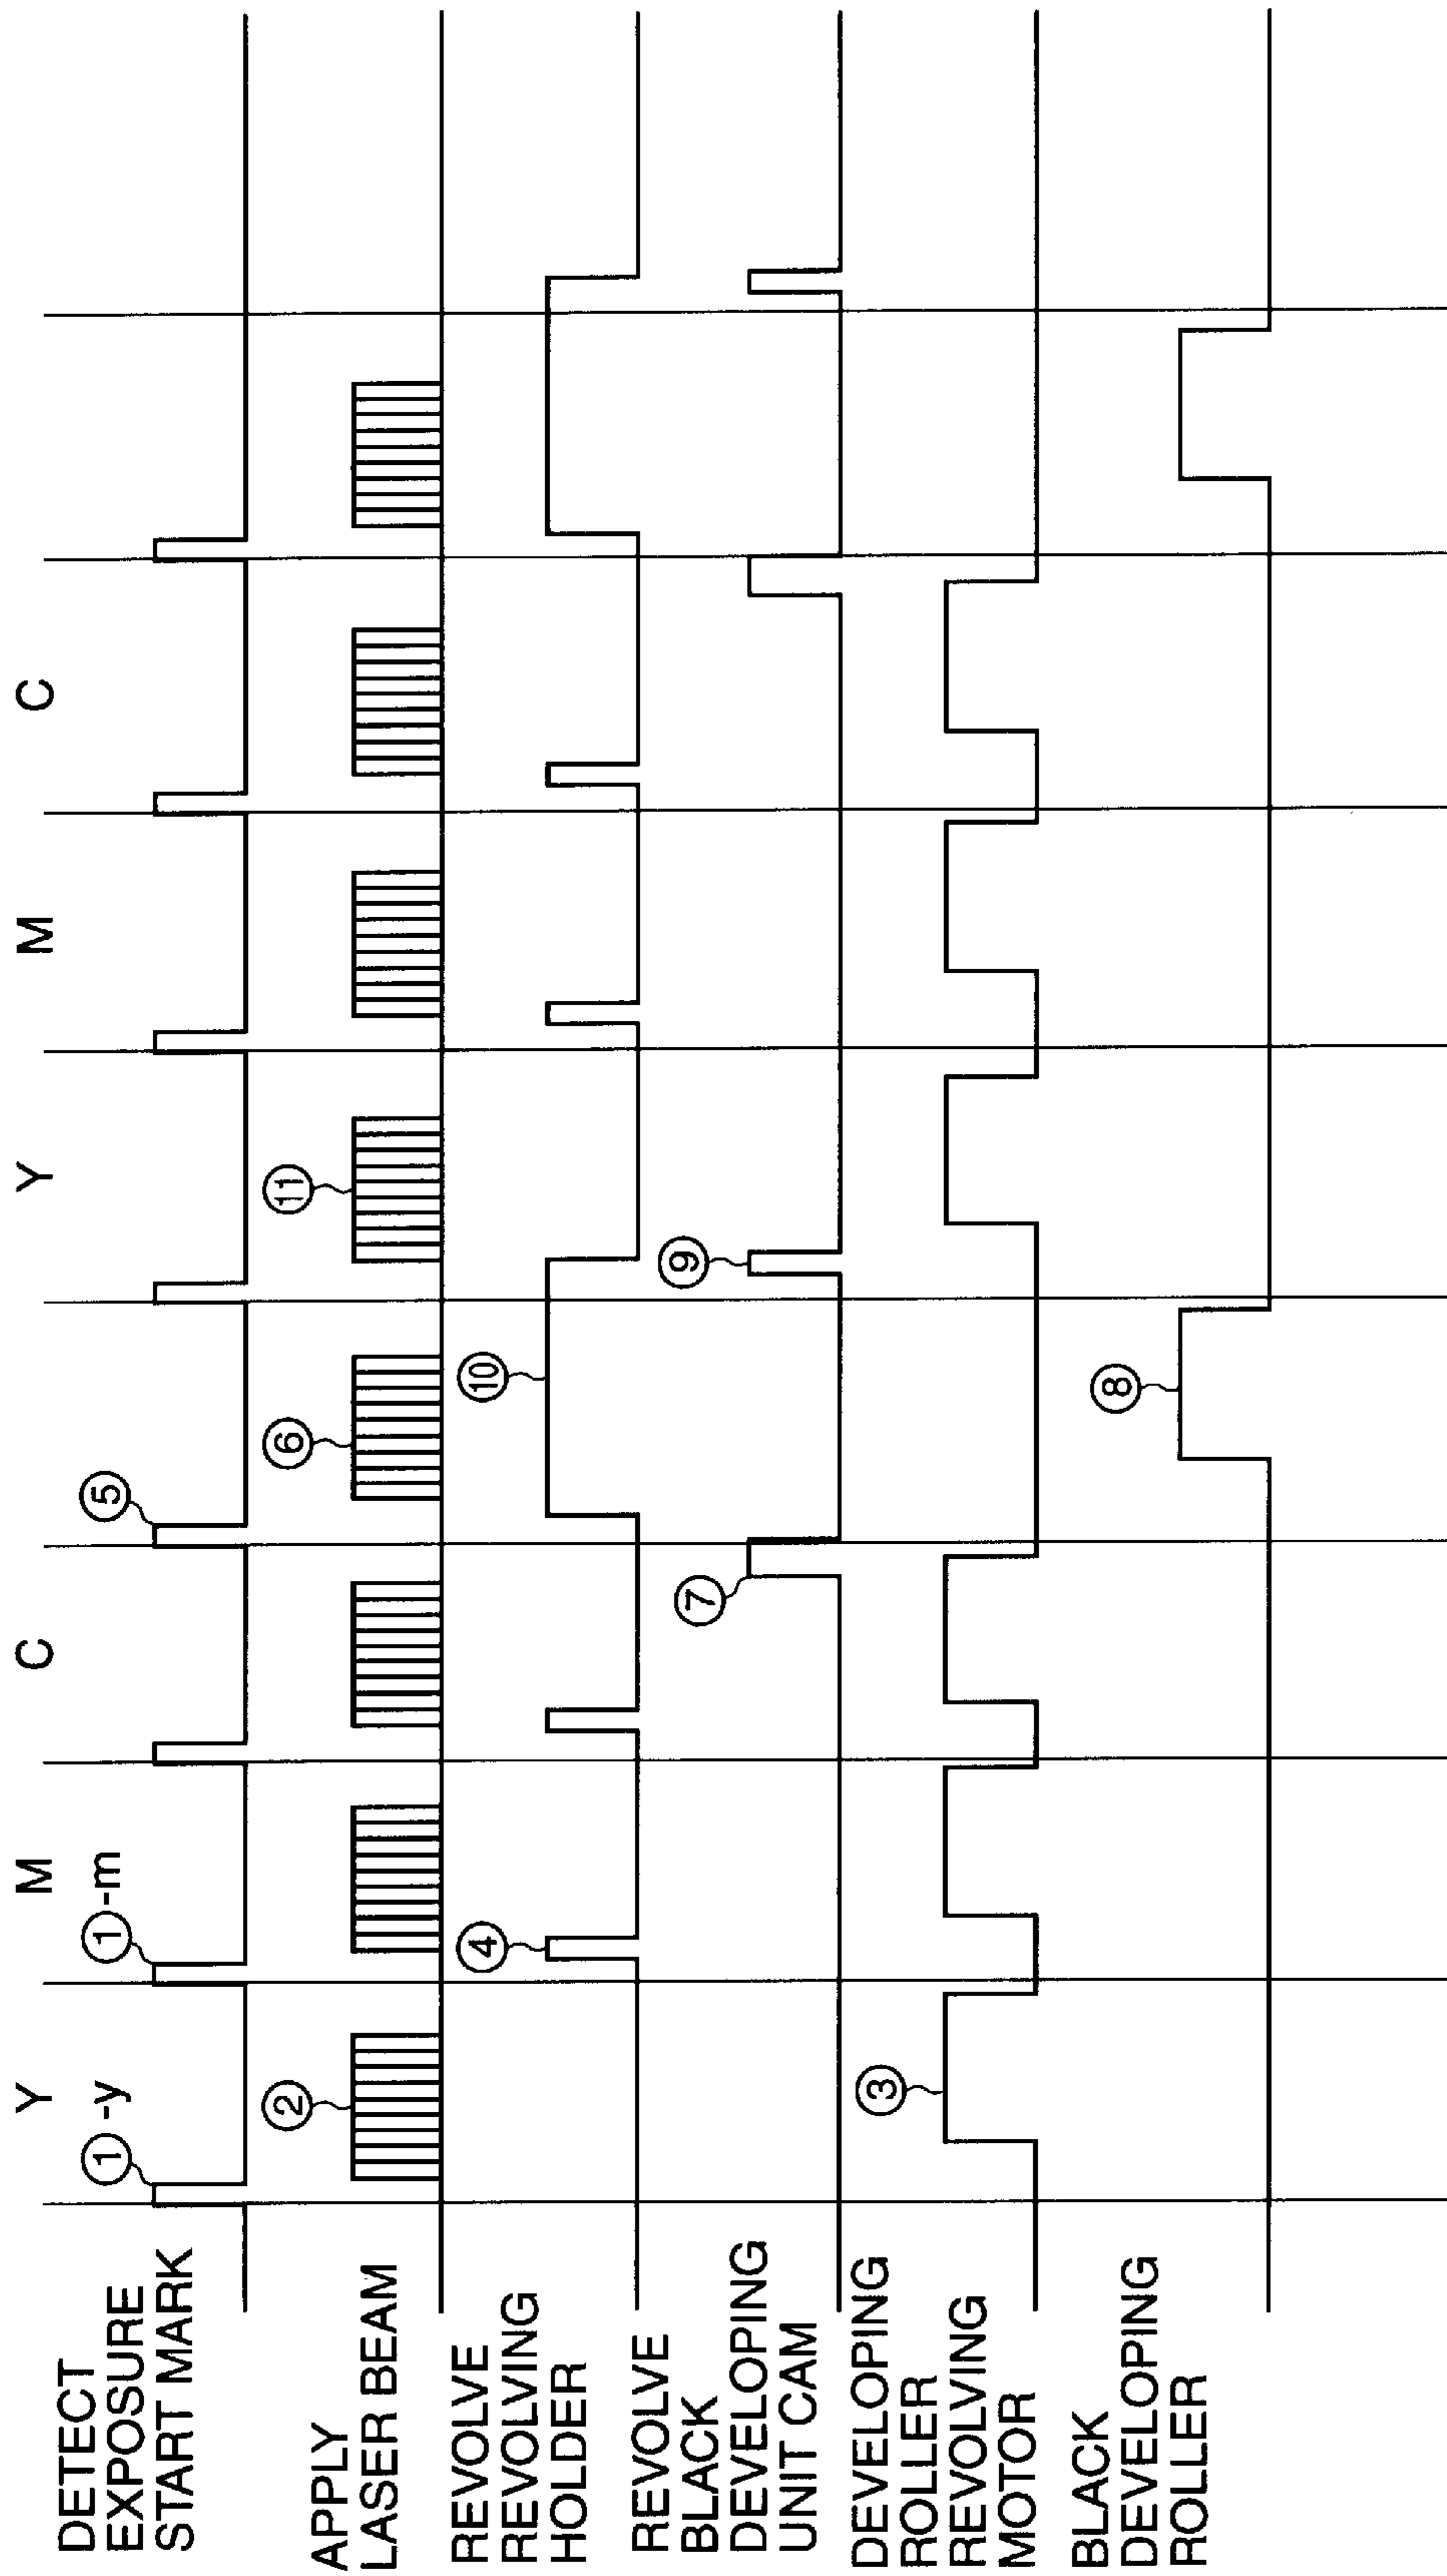 Y M C Y M C
①-y ①-m ⑤
DETECT
EXPOSURE
START MARK
② ⑥ ⑪
APPLY
LASER BEAM
④ ⑩
REVOLVE
REVOLVING
HOLDER
⑦ ⑨
REVOLVE
BLACK
DEVELOPING
UNIT CAM
③
DEVELOPING
ROLLER
REVOLVING
MOTOR
⑧
BLACK
DEVELOPING
ROLLER